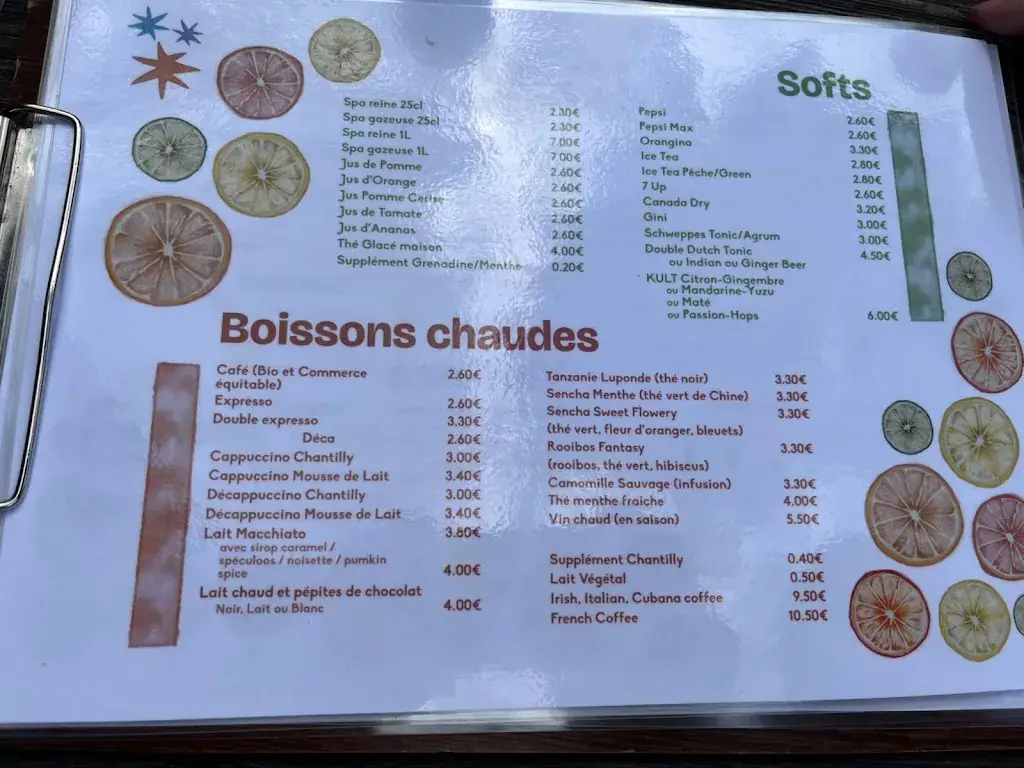 Softs
Spa reine 25cl 2.30€
Spa gazeuse 25cl 2.30€
Spa reine 1L 7.00€
Spa gazeuse 1L 7.00€
Jus de Pomme 2.60€
Jus d'Orange 2.60€
Jus Pomme Cerise 2.60€
Jus de Tomate 2.60€
Jus d'Ananas 2.60€
Thé Glacé maison 4.00€
Supplément Grenadine/Menthe 0.20€
Pepsi 2.60€
Pepsi Max 2.60€
Orangina 3.30€
Ice Tea 2.80€
Ice Tea Pêche/Green 2.80€
7 Up 2.60€
Canada Dry 3.20€
Gini 3.00€
Schweppes Tonic/Agrum 3.00€
Double Dutch Tonic 4.50€
ou Indian ou Ginger Beer
KULT Citron-Gingembre
ou Mandarine-Yuzu
ou Maté
ou Passion-Hops 6.00€
Boissons chaudes
Café (Bio et Commerce 2.60€
équitable)
Expresso 2.60€
Double expresso 3.30€
Déca 2.60€
Cappuccino Chantilly 3.00€
Cappuccino Mousse de Lait 3.40€
Décappuccino Chantilly 3.00€
Décappuccino Mousse de Lait 3.40€
Lait Macchiato 3.80€
avec sirop caramel /
spéculoos / noisette / pumkin 4.00€
spice
Lait chaud et pépites de chocolat
Noir, Lait ou Blanc 4.00€
Tanzanie Luponde (thé noir) 3.30€
Sencha Menthe (thé vert de Chine) 3.30€
Sencha Sweet Flowery 3.30€
(thé vert, fleur d'oranger, bleuets)
Rooibos Fantasy 3.30€
(rooibos, thé vert, hibiscus)
Camomille Sauvage (infusion) 3.30€
Thé menthe fraiche 4.00€
Vin chaud (en saison) 5.50€
Supplément Chantilly 0.40€
Lait Végétal 0.50€
Irish, Italian, Cubana coffee 9.50€
French Coffee 10.50€